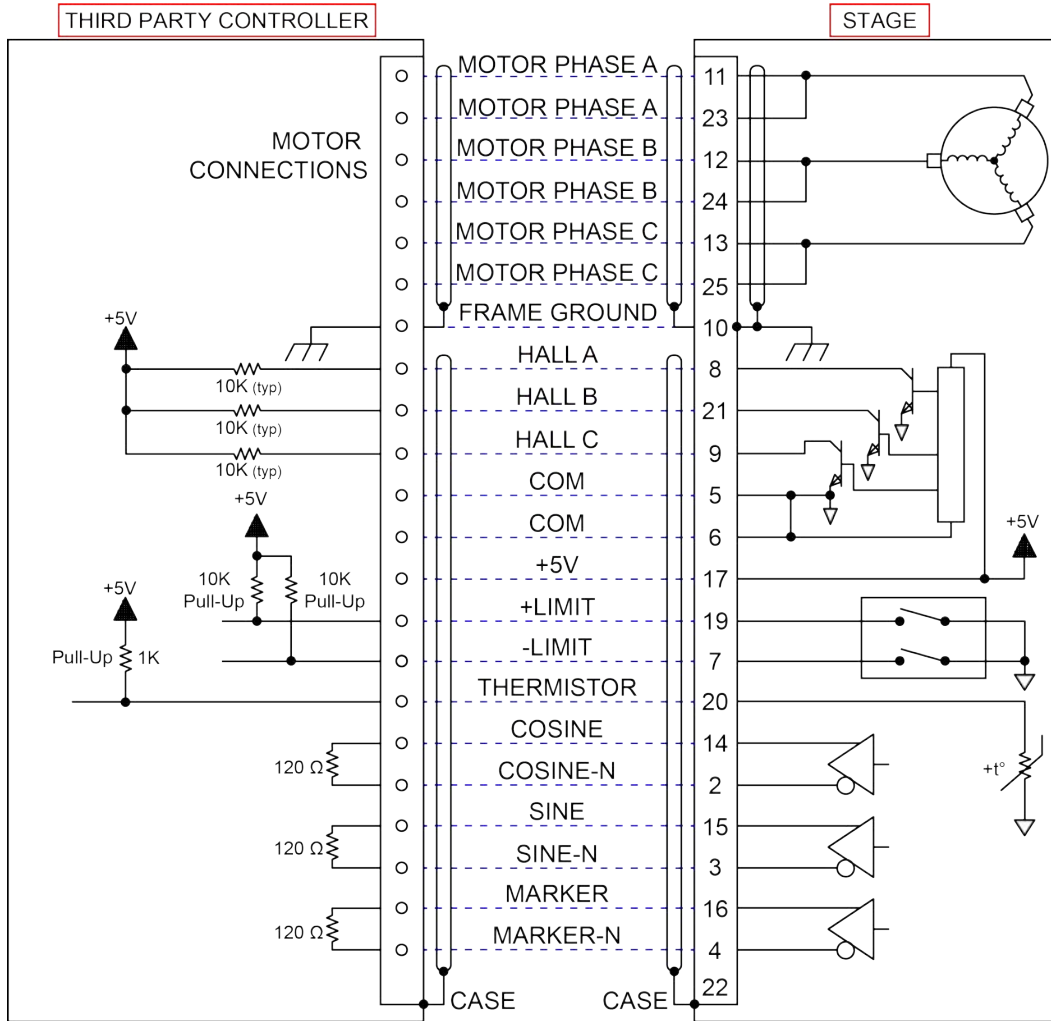 THIRD PARTY CONTROLLER
STAGE
MOTOR CONNECTIONS
MOTOR PHASE A
11
MOTOR PHASE A
23
MOTOR PHASE B
12
MOTOR PHASE B
24
MOTOR PHASE C
13
MOTOR PHASE C
25
FRAME GROUND
10
+5V
10K (typ)
10K (typ)
10K (typ)
HALL A
8
HALL B
21
HALL C
9
COM
5
COM
6
+5V
17
+5V
+5V
10K
Pull-Up
10K
Pull-Up
+LIMIT
19
-LIMIT
7
+5V
Pull-Up
1K
THERMISTOR
20
+t°
120 Ω
COSINE
14
COSINE-N
2
120 Ω
SINE
15
SINE-N
3
120 Ω
MARKER
16
MARKER-N
4
22
CASE
CASE